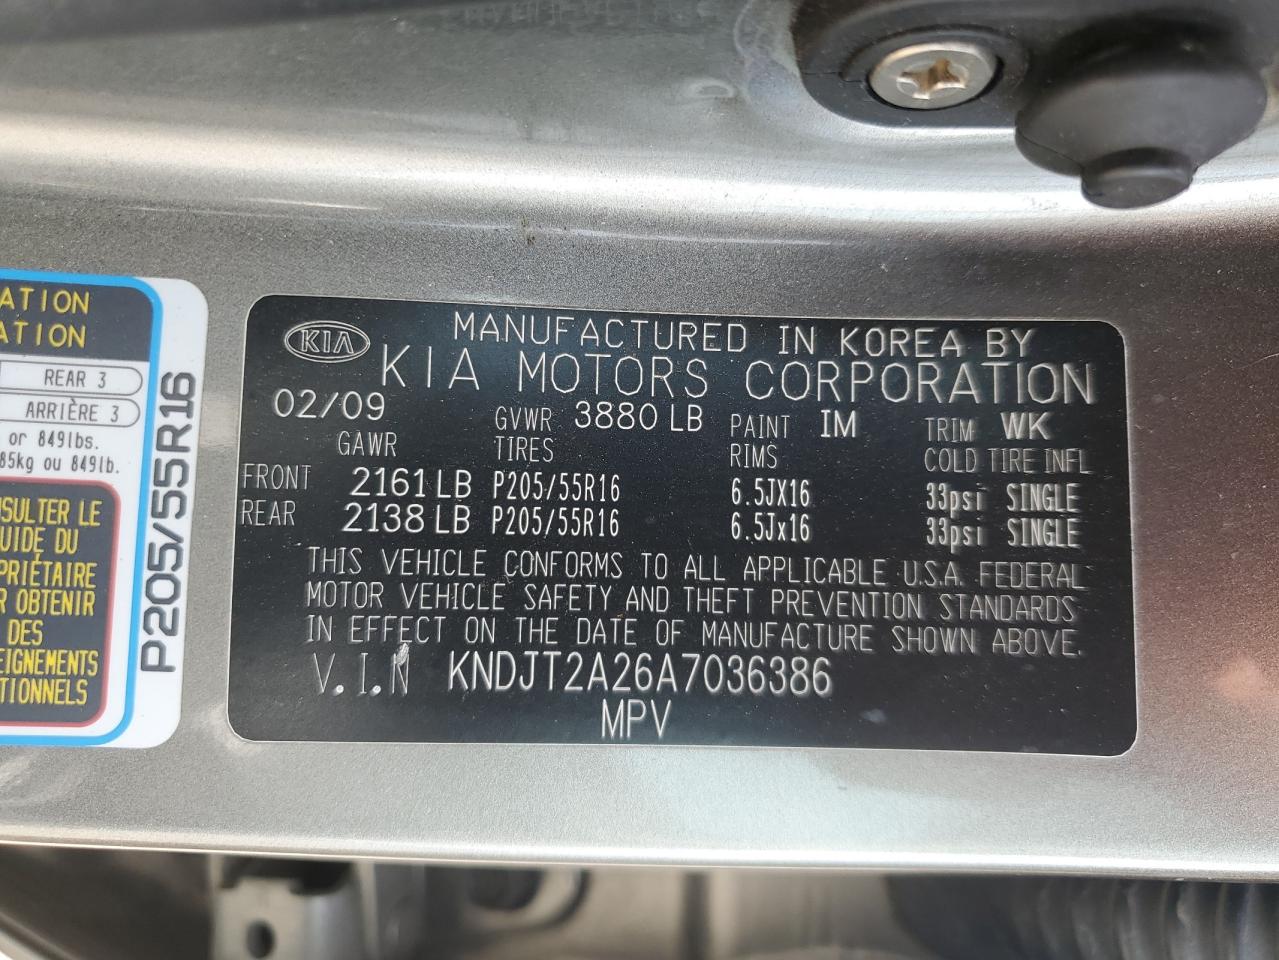 ATION
ATION
REAR 3
ARRIÈRE 3
or 849lbs.
85kg ou 849lb.
NSULTER LE
UIDE DU
PRIÉTAIRE
R OBTENIR
DES
EIGNEMENTS
TIONNELS
P205/55R16
KIA
MANUFACTURED IN KOREA BY
KIA MOTORS CORPORATION
02/09 GVWR 3880 LB PAINT IM TRIM WK
GAWR TIRES RIMS COLD TIRE INFL
FRONT 2161 LB P205/55R16 6.5JX16 33psi SINGLE
REAR 2138 LB P205/55R16 6.5Jx16 33psi SINGLE
THIS VEHICLE CONFORMS TO ALL APPLICABLE U.S.A. FEDERAL
MOTOR VEHICLE SAFETY AND THEFT PREVENTION STANDARDS
IN EFFECT ON THE DATE OF MANUFACTURE SHOWN ABOVE.
V.I.N KNDJT2A26A7036386
MPV